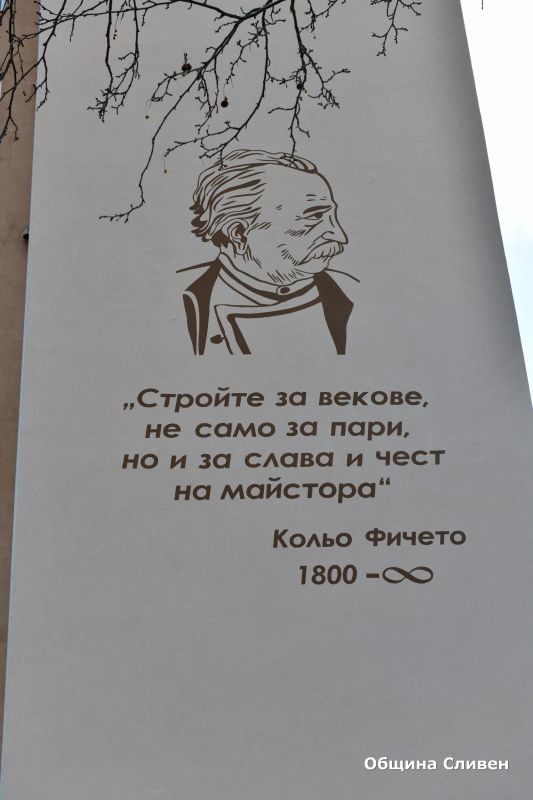 „Стройте за векове,
не само за пари,
но и за слава и чест
на майстора“
Кольо Фичето
1800 – ∞
Община Сливен